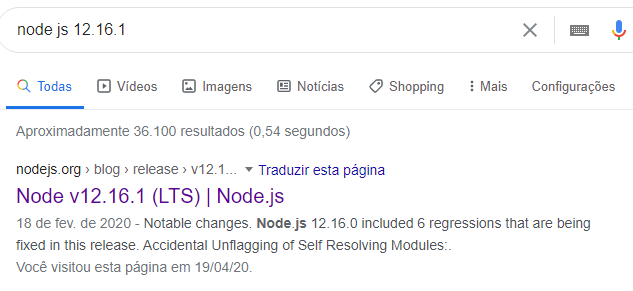 node js 12.16.1
Todas Vídeos Imagens Notícias Shopping Mais Configurações
Aproximadamente 36.100 resultados (0,54 segundos)
nodejs.org › blog › release › v12.1... Traduzir esta página
Node v12.16.1 (LTS) | Node.js
18 de fev. de 2020 - Notable changes. Node.js 12.16.0 included 6 regressions that are being
fixed in this release. Accidental Unflagging of Self Resolving Modules:.
Você visitou esta página em 19/04/20.